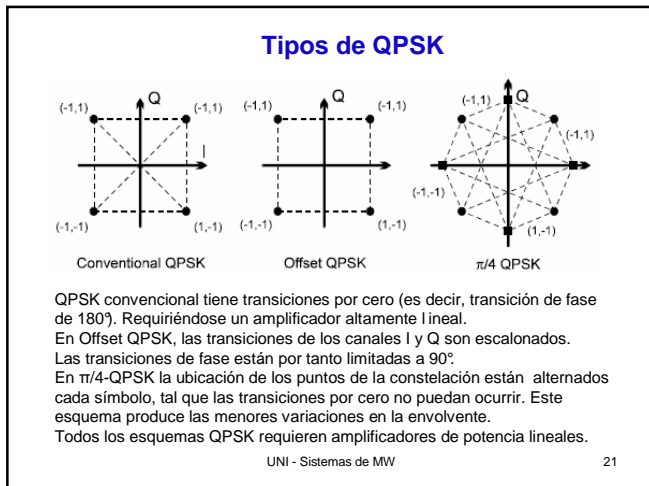 Tipos de QPSK
Q
(-1,1)
(-1,1)
I
(-1,-1)
(1,-1)
Conventional QPSK
Q
(-1,1)
(-1,1)
(-1,-1)
(1,-1)
Offset QPSK
Q
(-1,1)
(-1,1)
(-1,-1)
(1,-1)
π/4 QPSK
QPSK convencional tiene transiciones por cero (es decir, transición de fase
de 180°). Requiriéndose un amplificador altamente lineal.
En Offset QPSK, las transiciones de los canales I y Q son escalonados.
Las transiciones de fase están por tanto limitadas a 90°.
En π/4-QPSK la ubicación de los puntos de la constelación están alternados
cada símbolo, tal que las transiciones por cero no puedan ocurrir. Este
esquema produce las menores variaciones en la envolvente.
Todos los esquemas QPSK requieren amplificadores de potencia lineales.
UNI - Sistemas de MW
21